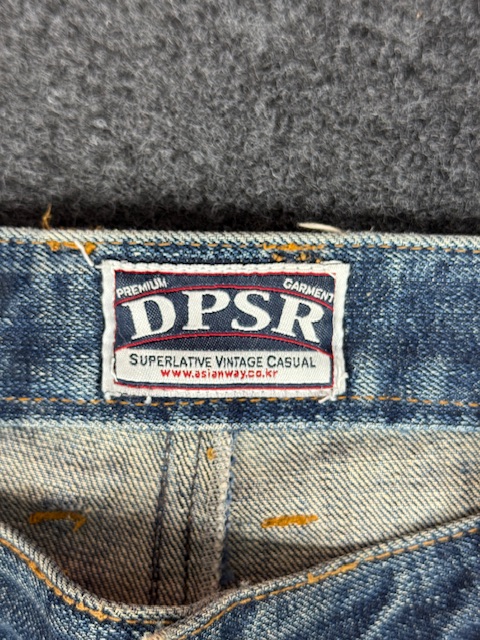 PREMIUM GARMENT
DPSR
SUPERLATIVE VINTAGE CASUAL
www.asianway.co.kr